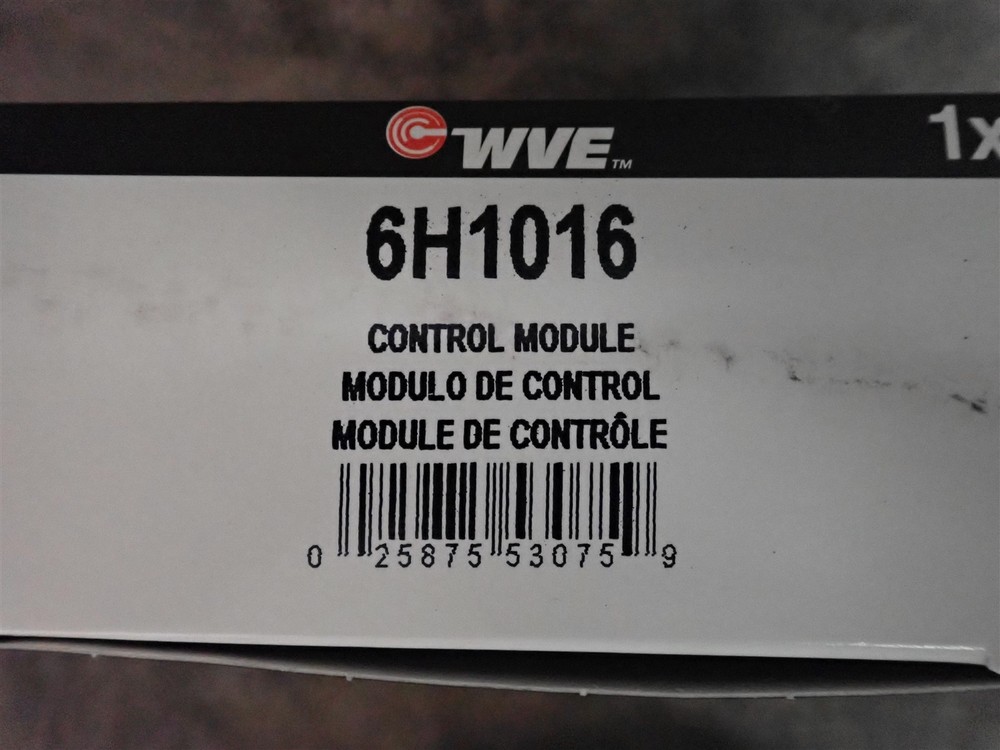 WVE™
1x
6H1016
CONTROL MODULE
MODULO DE CONTROL
MODULE DE CONTRÔLE
0 25875 53075 9